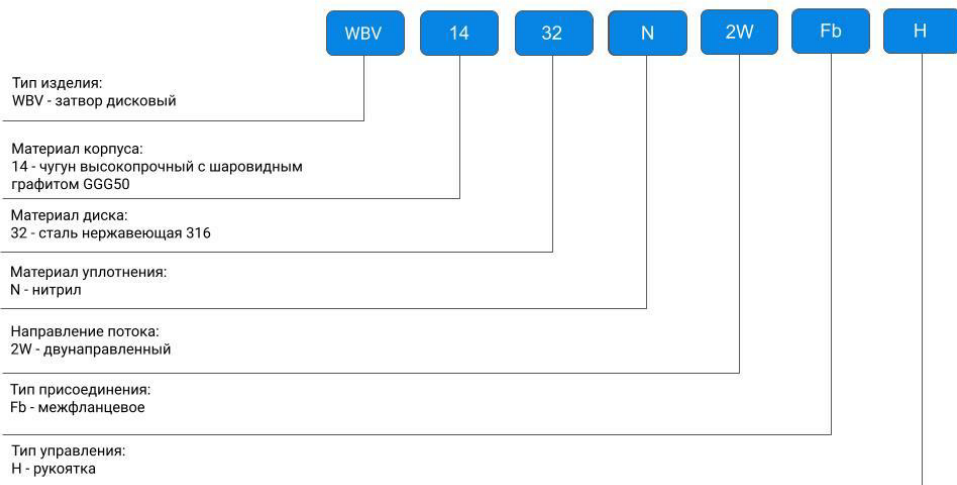 WBV 14 32 N 2W Fb H
Тип изделия:
WBV - затвор дисковый
Материал корпуса:
14 - чугун высокопрочный с шаровидным
графитом GGG50
Материал диска:
32 - сталь нержавеющая 316
Материал уплотнения:
N - нитрил
Направление потока:
2W - двунаправленный
Тип присоединения:
Fb - межфланцевое
Тип управления:
H - рукоятка